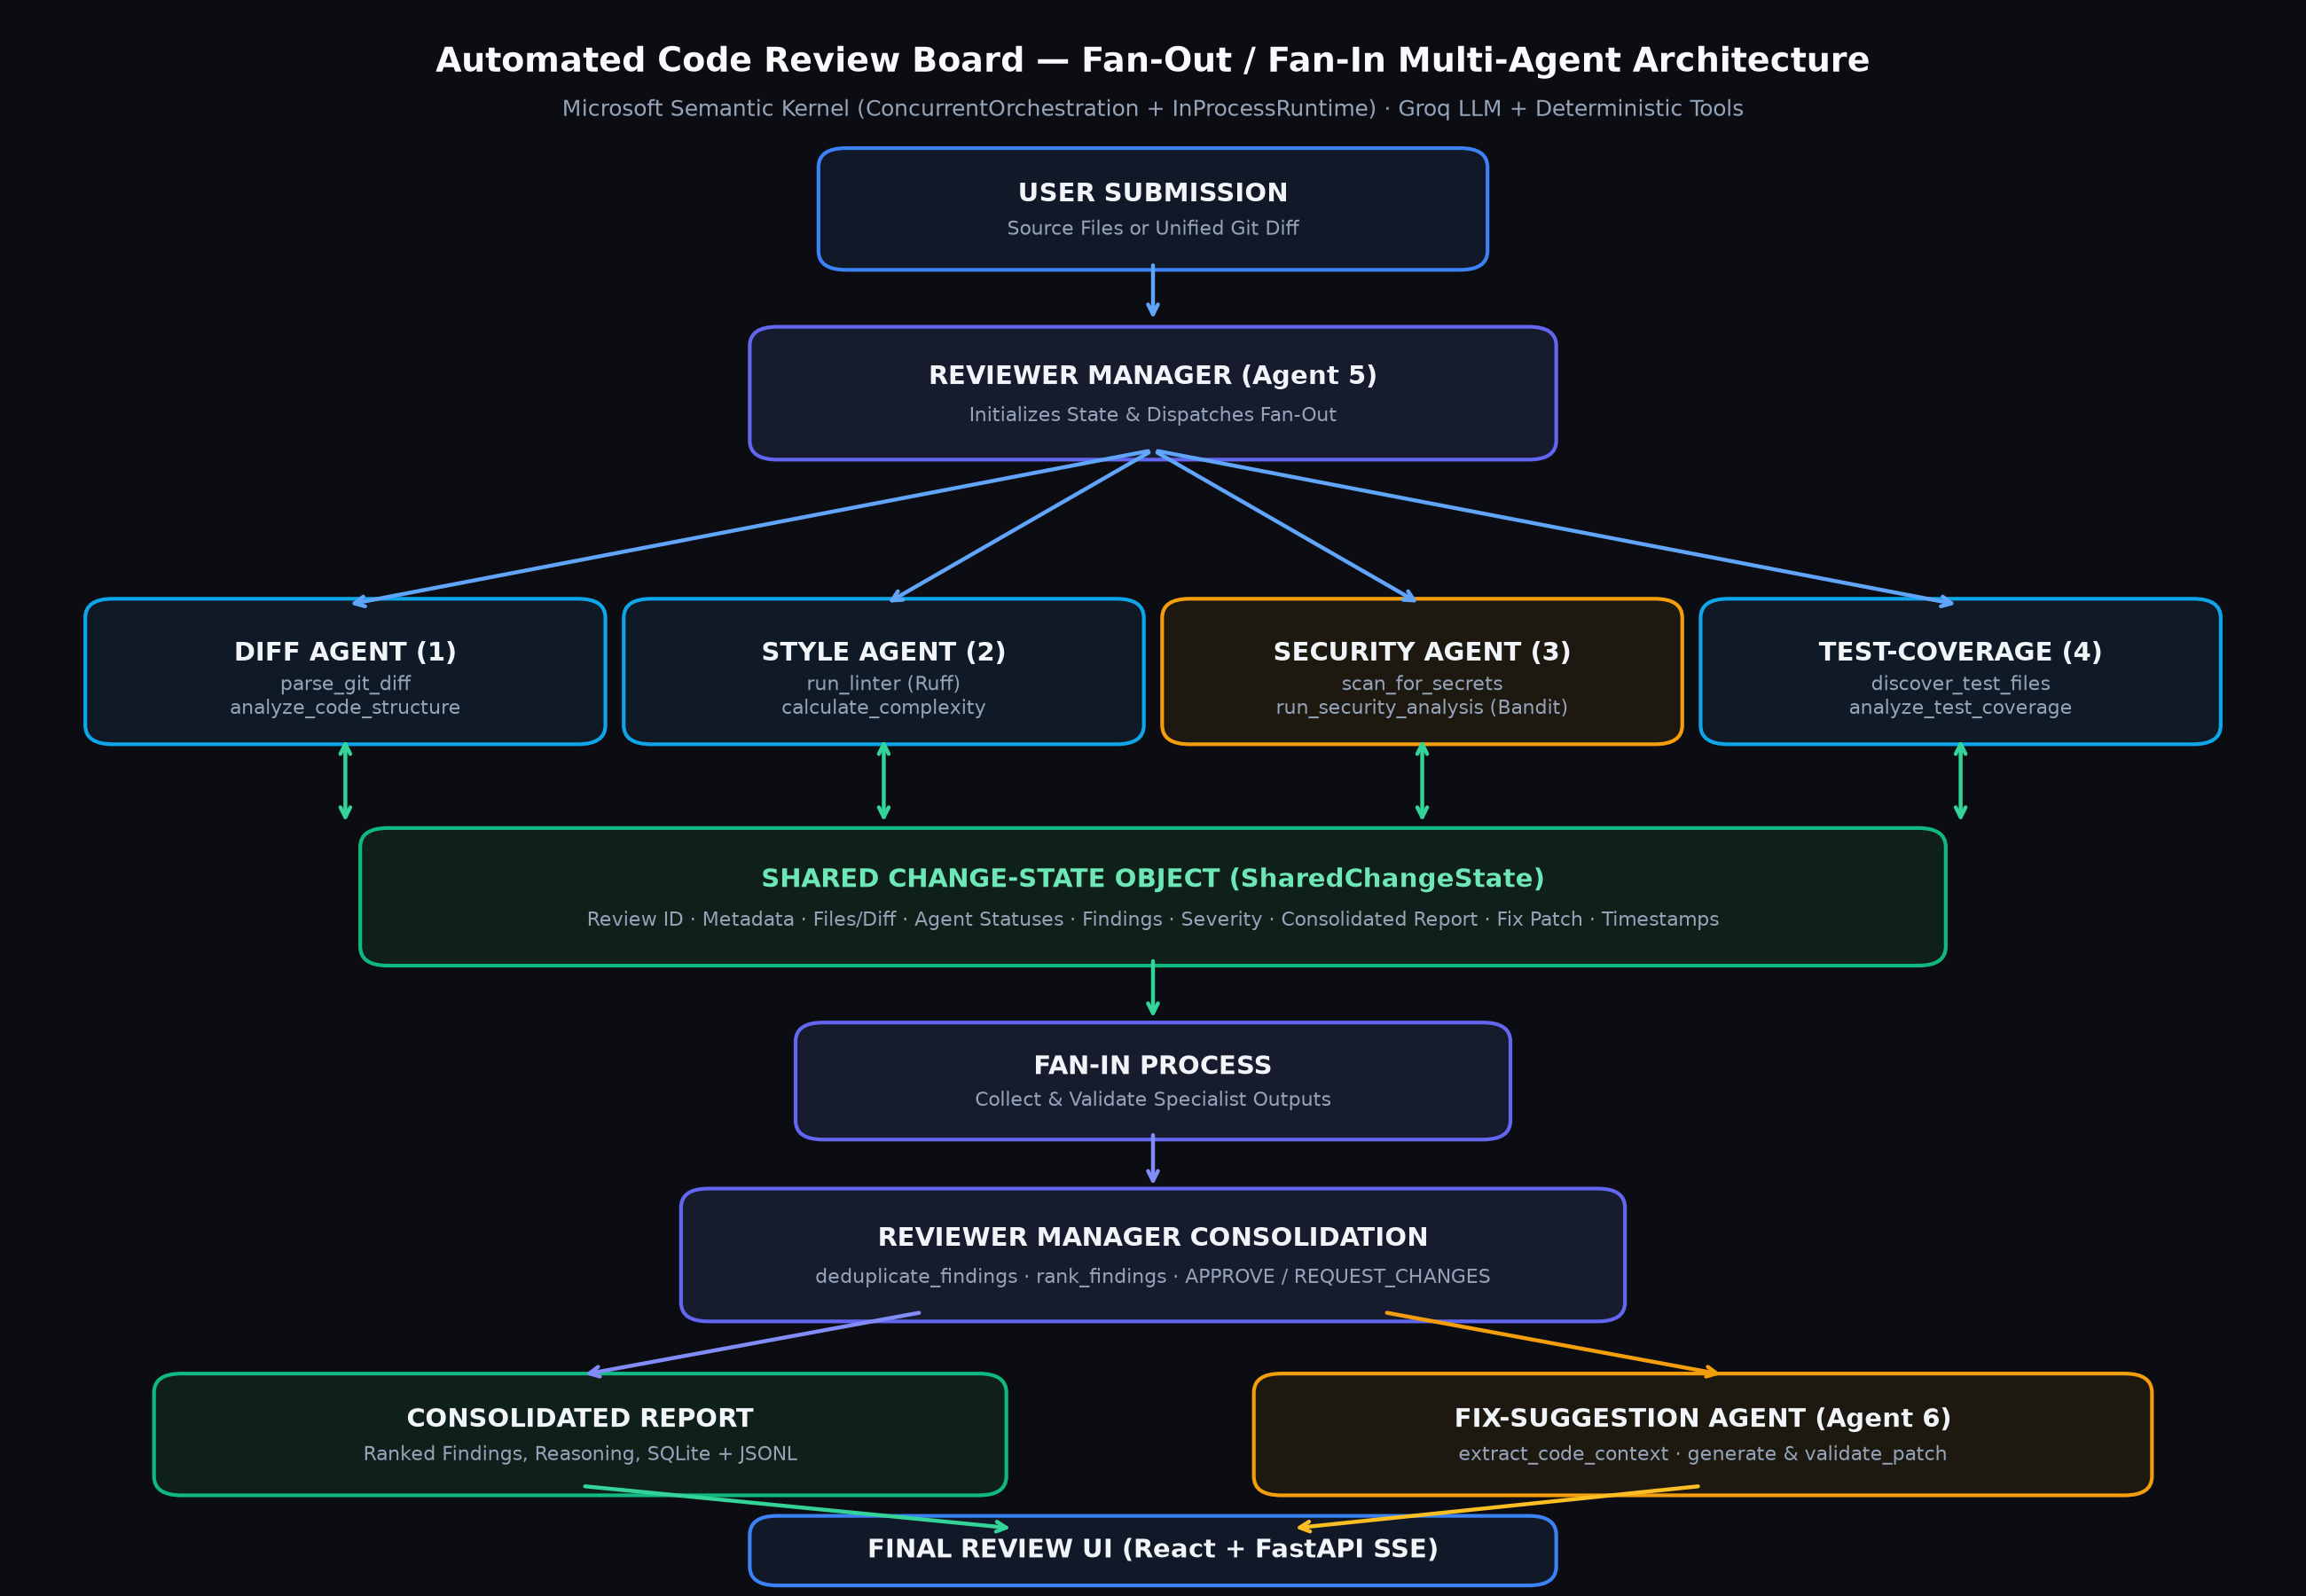 Automated Code Review Board — Fan-Out / Fan-In Multi-Agent Architecture
Microsoft Semantic Kernel (ConcurrentOrchestration + InProcessRuntime) · Groq LLM + Deterministic Tools
USER SUBMISSION
Source Files or Unified Git Diff
REVIEWER MANAGER (Agent 5)
Initializes State & Dispatches Fan-Out
DIFF AGENT (1)
parse_git_diff
analyze_code_structure
STYLE AGENT (2)
run_linter (Ruff)
calculate_complexity
SECURITY AGENT (3)
scan_for_secrets
run_security_analysis (Bandit)
TEST-COVERAGE (4)
discover_test_files
analyze_test_coverage
SHARED CHANGE-STATE OBJECT (SharedChangeState)
Review ID · Metadata · Files/Diff · Agent Statuses · Findings · Severity · Consolidated Report · Fix Patch · Timestamps
FAN-IN PROCESS
Collect & Validate Specialist Outputs
REVIEWER MANAGER CONSOLIDATION
deduplicate_findings · rank_findings · APPROVE / REQUEST_CHANGES
CONSOLIDATED REPORT
Ranked Findings, Reasoning, SQLite + JSONL
FIX-SUGGESTION AGENT (Agent 6)
extract_code_context · generate & validate_patch
FINAL REVIEW UI (React + FastAPI SSE)